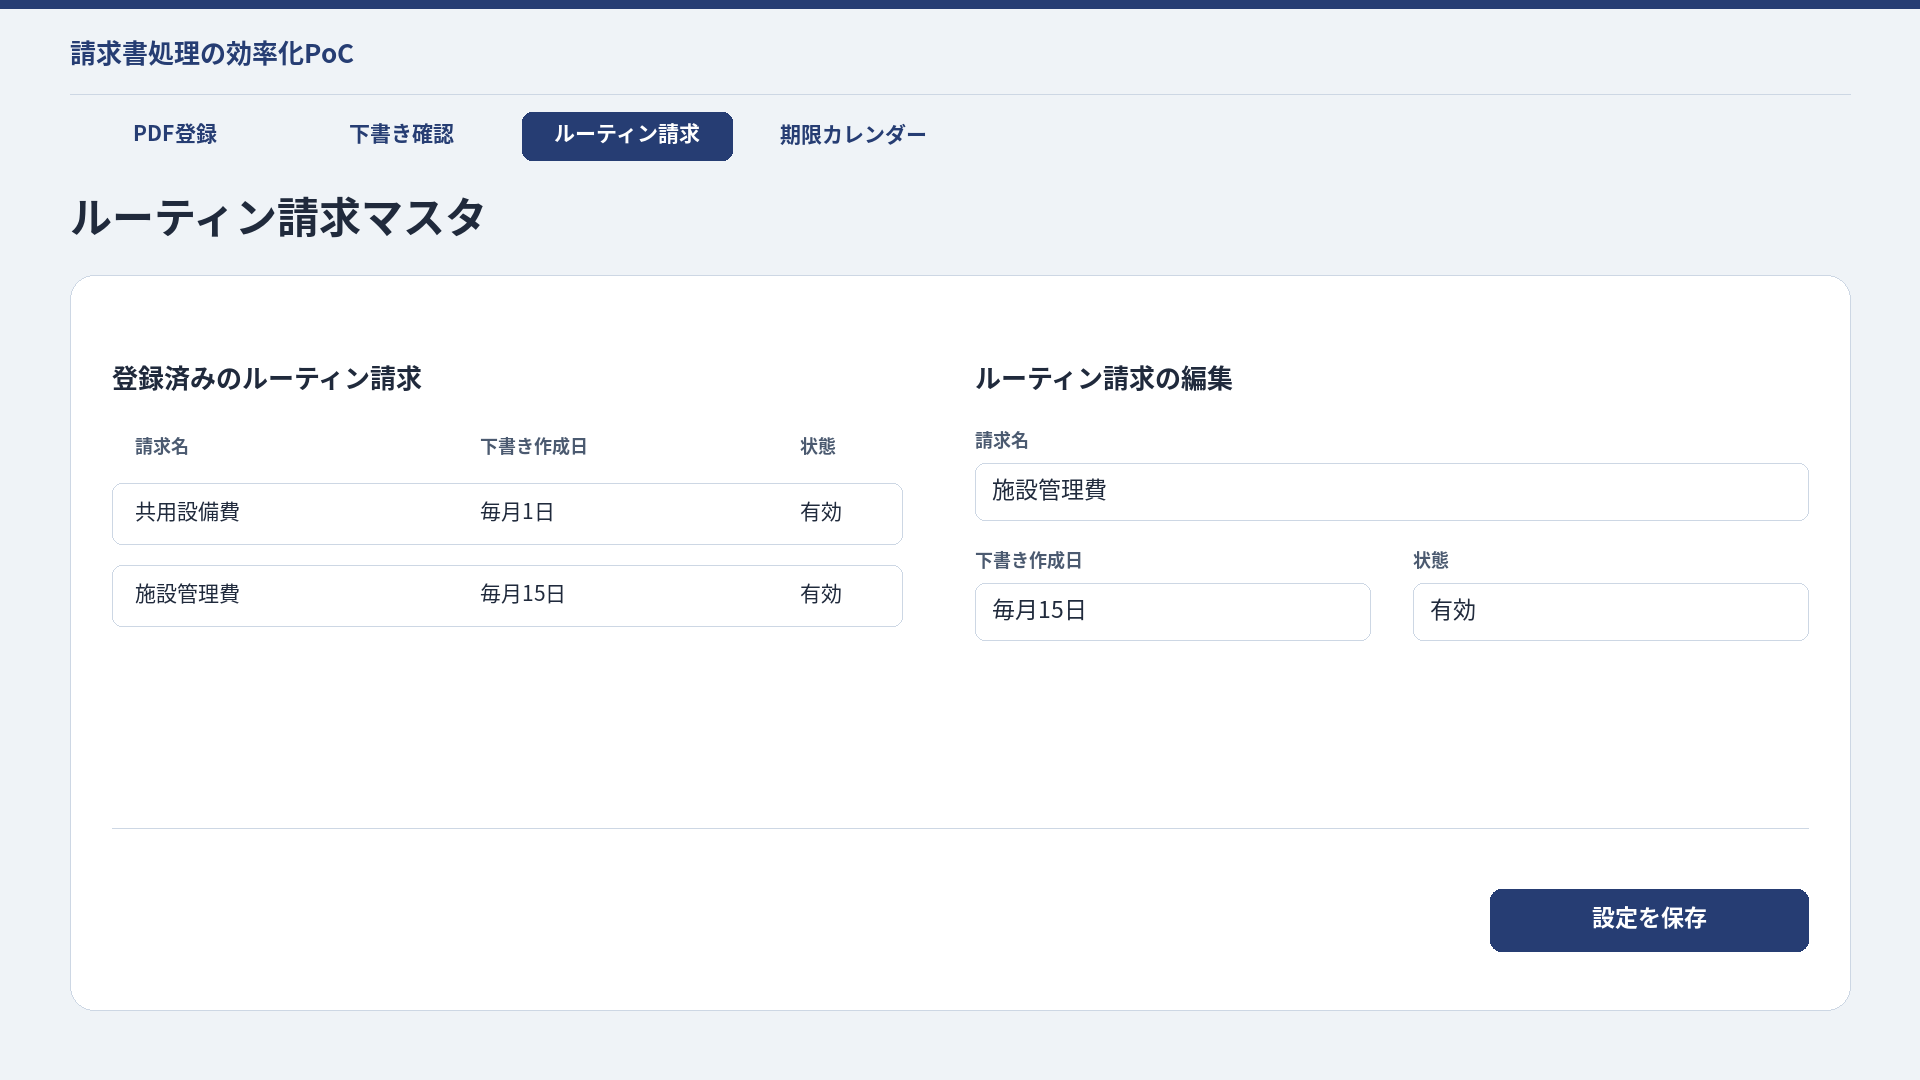 請求書処理の効率化PoC
PDF登録 下書き確認 ルーティン請求 期限カレンダー
ルーティン請求マスタ
登録済みのルーティン請求
請求名 下書き作成日 状態
共用設備費 毎月1日 有効
施設管理費 毎月15日 有効
ルーティン請求の編集
請求名
施設管理費
下書き作成日 状態
毎月15日 有効
設定を保存